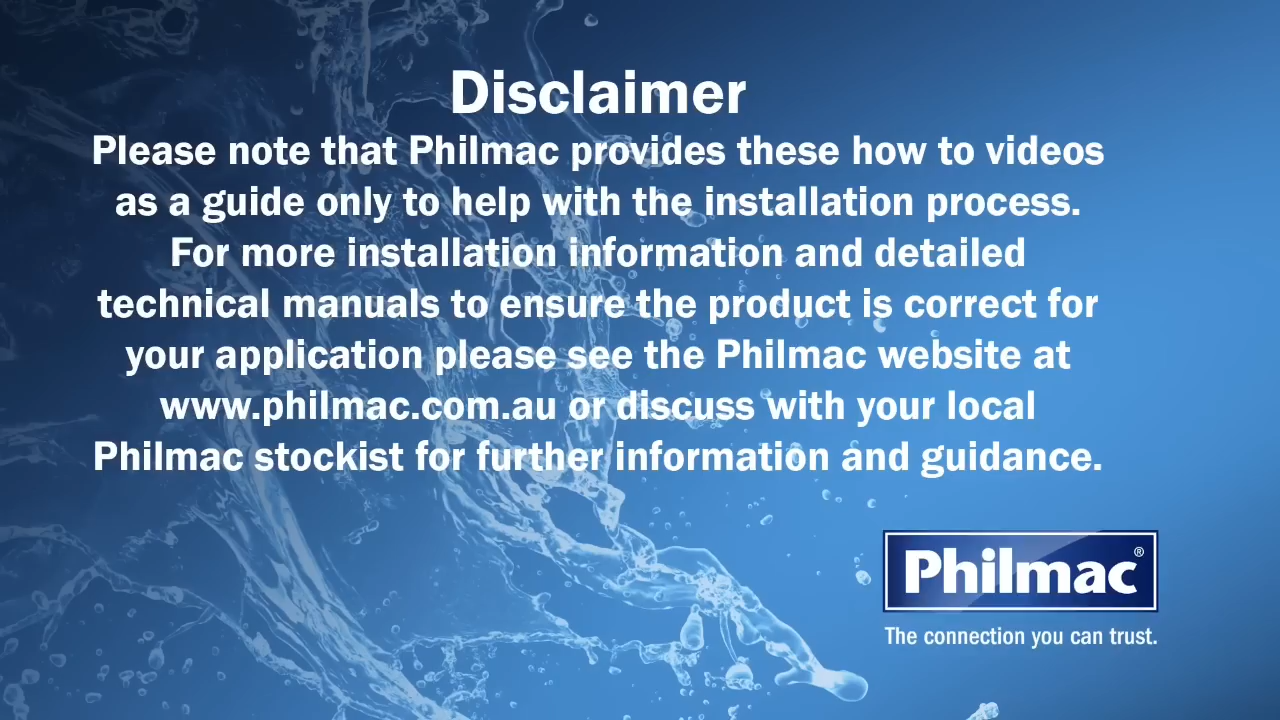 Disclaimer
Please note that Philmac provides these how to videos
as a guide only to help with the installation process.
For more installation information and detailed
technical manuals to ensure the product is correct for
your application please see the Philmac website at
www.philmac.com.au or discuss with your local
Philmac stockist for further information and guidance.
Philmac®
The connection you can trust.